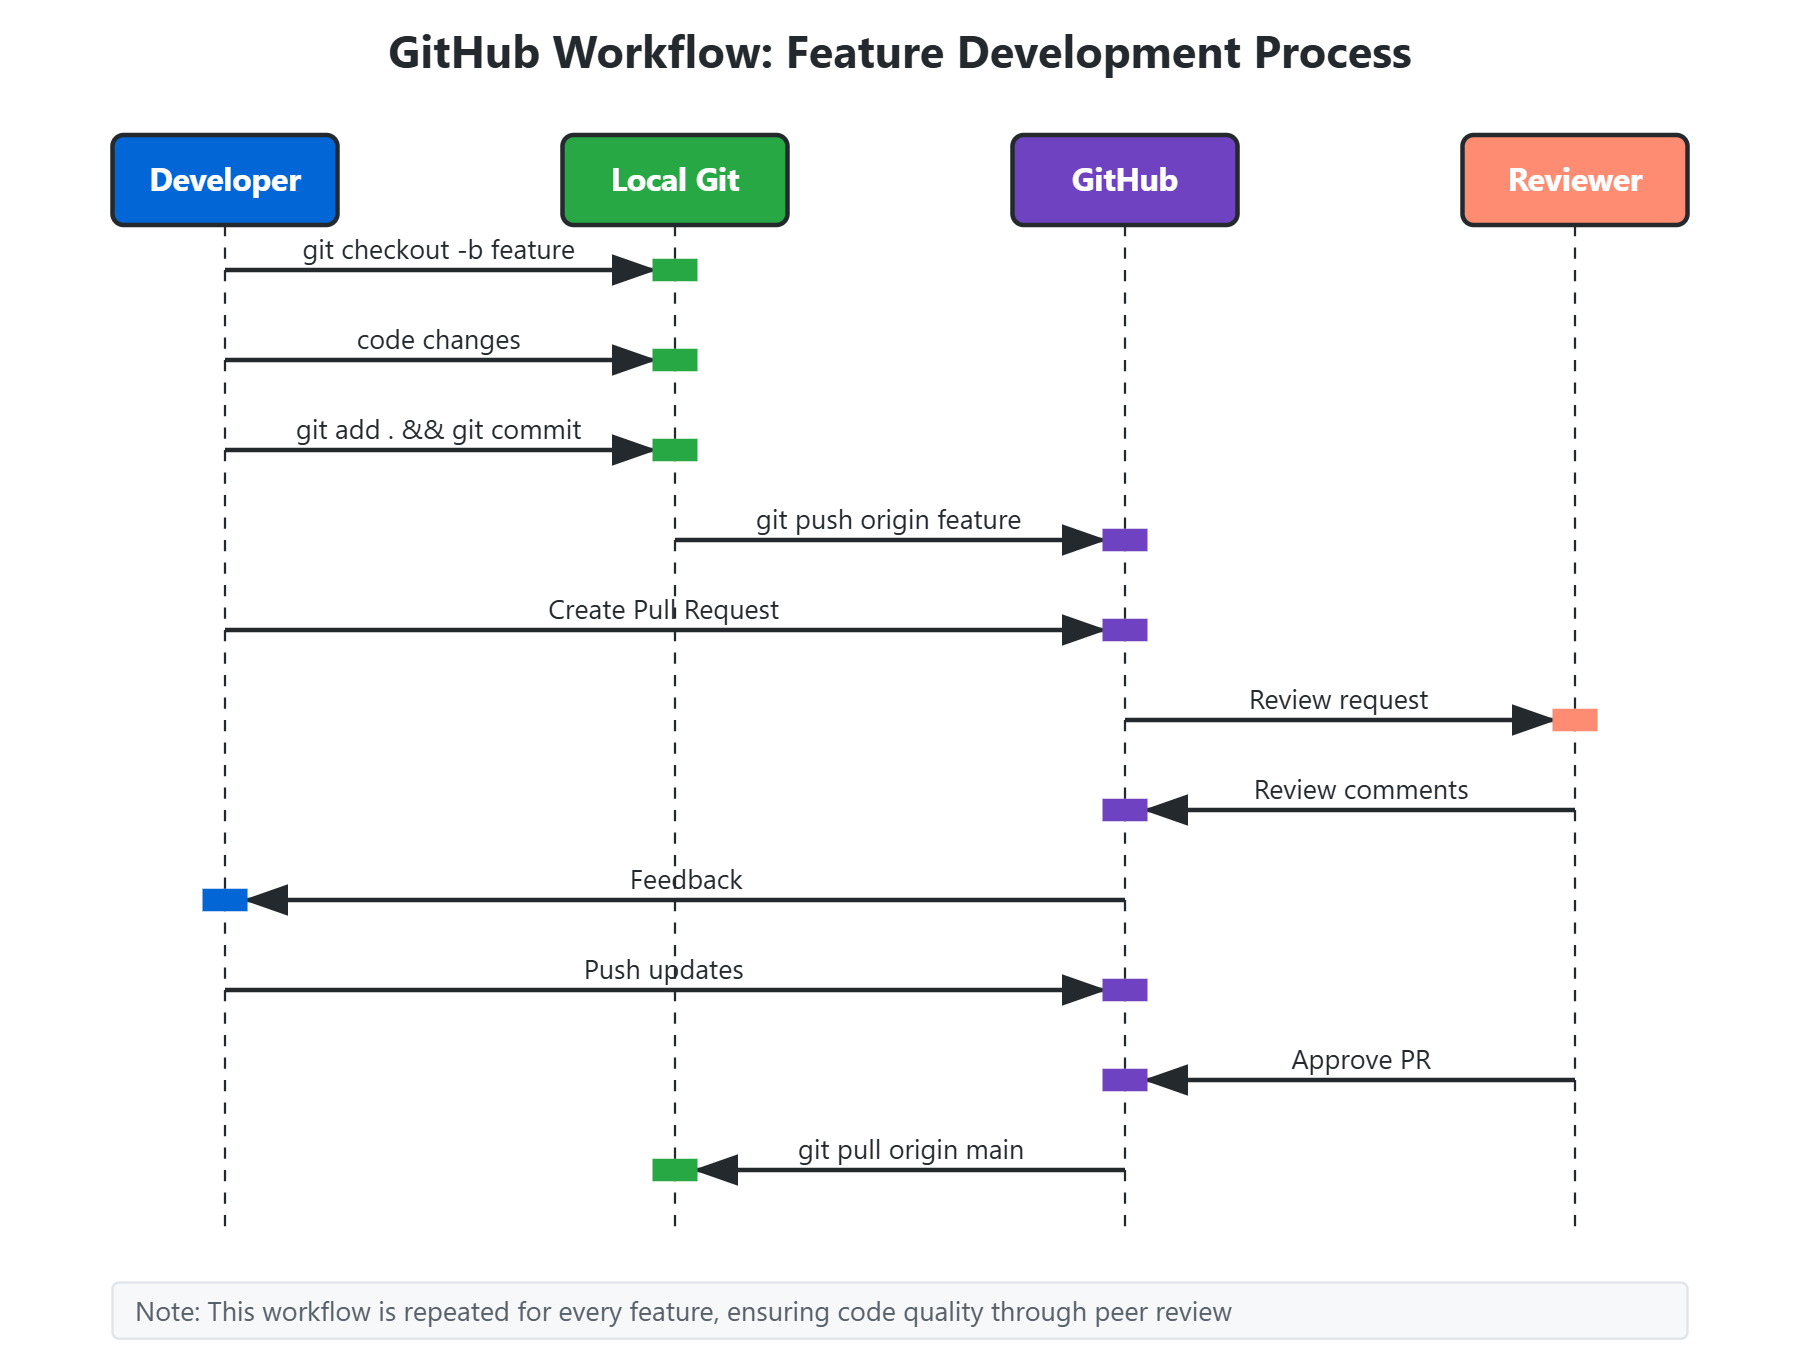 GitHub Workflow: Feature Development Process
Developer
Local Git
GitHub
Reviewer
git checkout -b feature
code changes
git add . && git commit
git push origin feature
Create Pull Request
Review request
Review comments
Feedback
Push updates
Approve PR
git pull origin main
Note: This workflow is repeated for every feature, ensuring code quality through peer review